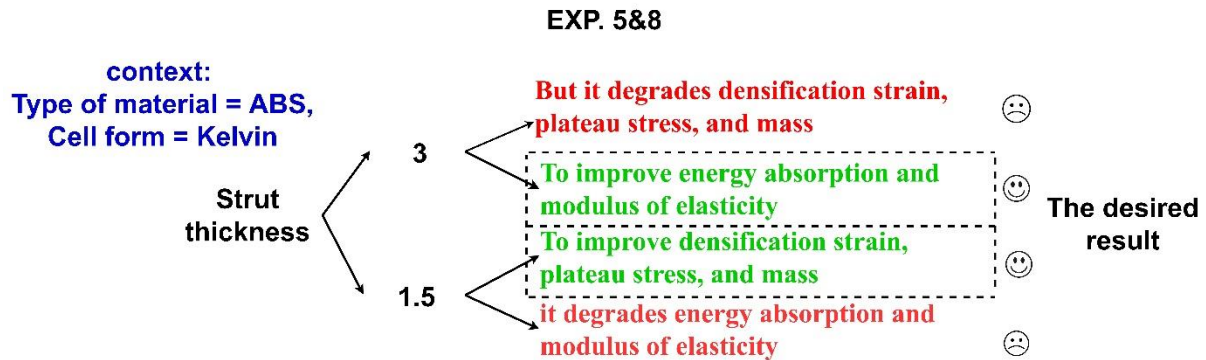 EXP. 5&8
context:
Type of material = ABS,
Cell form = Kelvin
Strut
thickness
3
1.5
But it degrades densification strain,
plateau stress, and mass
To improve energy absorption and
modulus of elasticity
To improve densification strain,
plateau stress, and mass
it degrades energy absorption and
modulus of elasticity
The desired
result